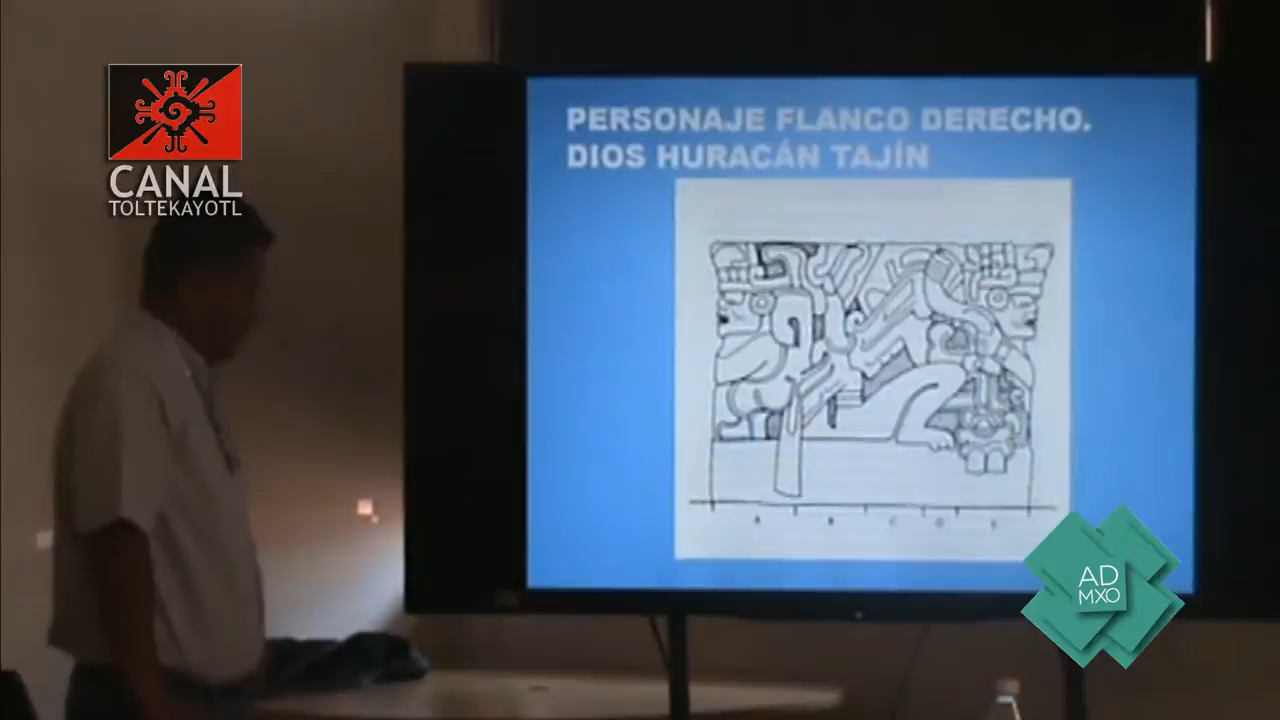 CANAL
TOLTEKAYOTL
PERSONAJE FLANCO DERECHO.
DIOS HURACÁN TAJÍN
A
C
AD
MXO